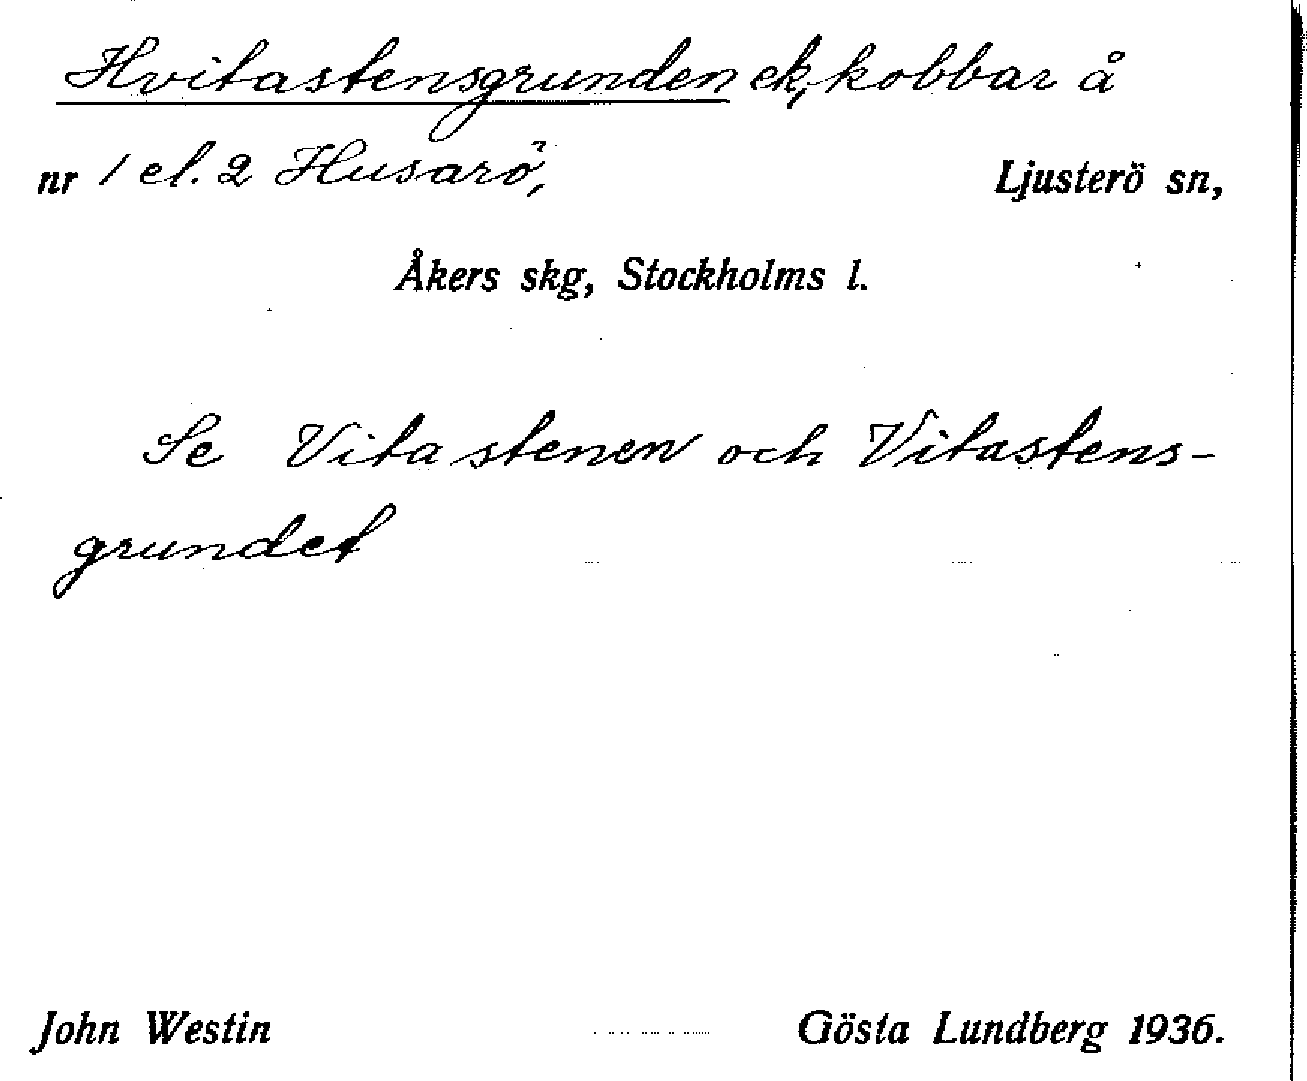 Hvitastensgrunden ek, kobbar å
nr 1 el. 2 Husarö, Ljusterö sn,
Åkers skg, Stockholms l.
Se Vitastenen och Vitastens-
grundet
John Westin Gösta Lundberg 1936.